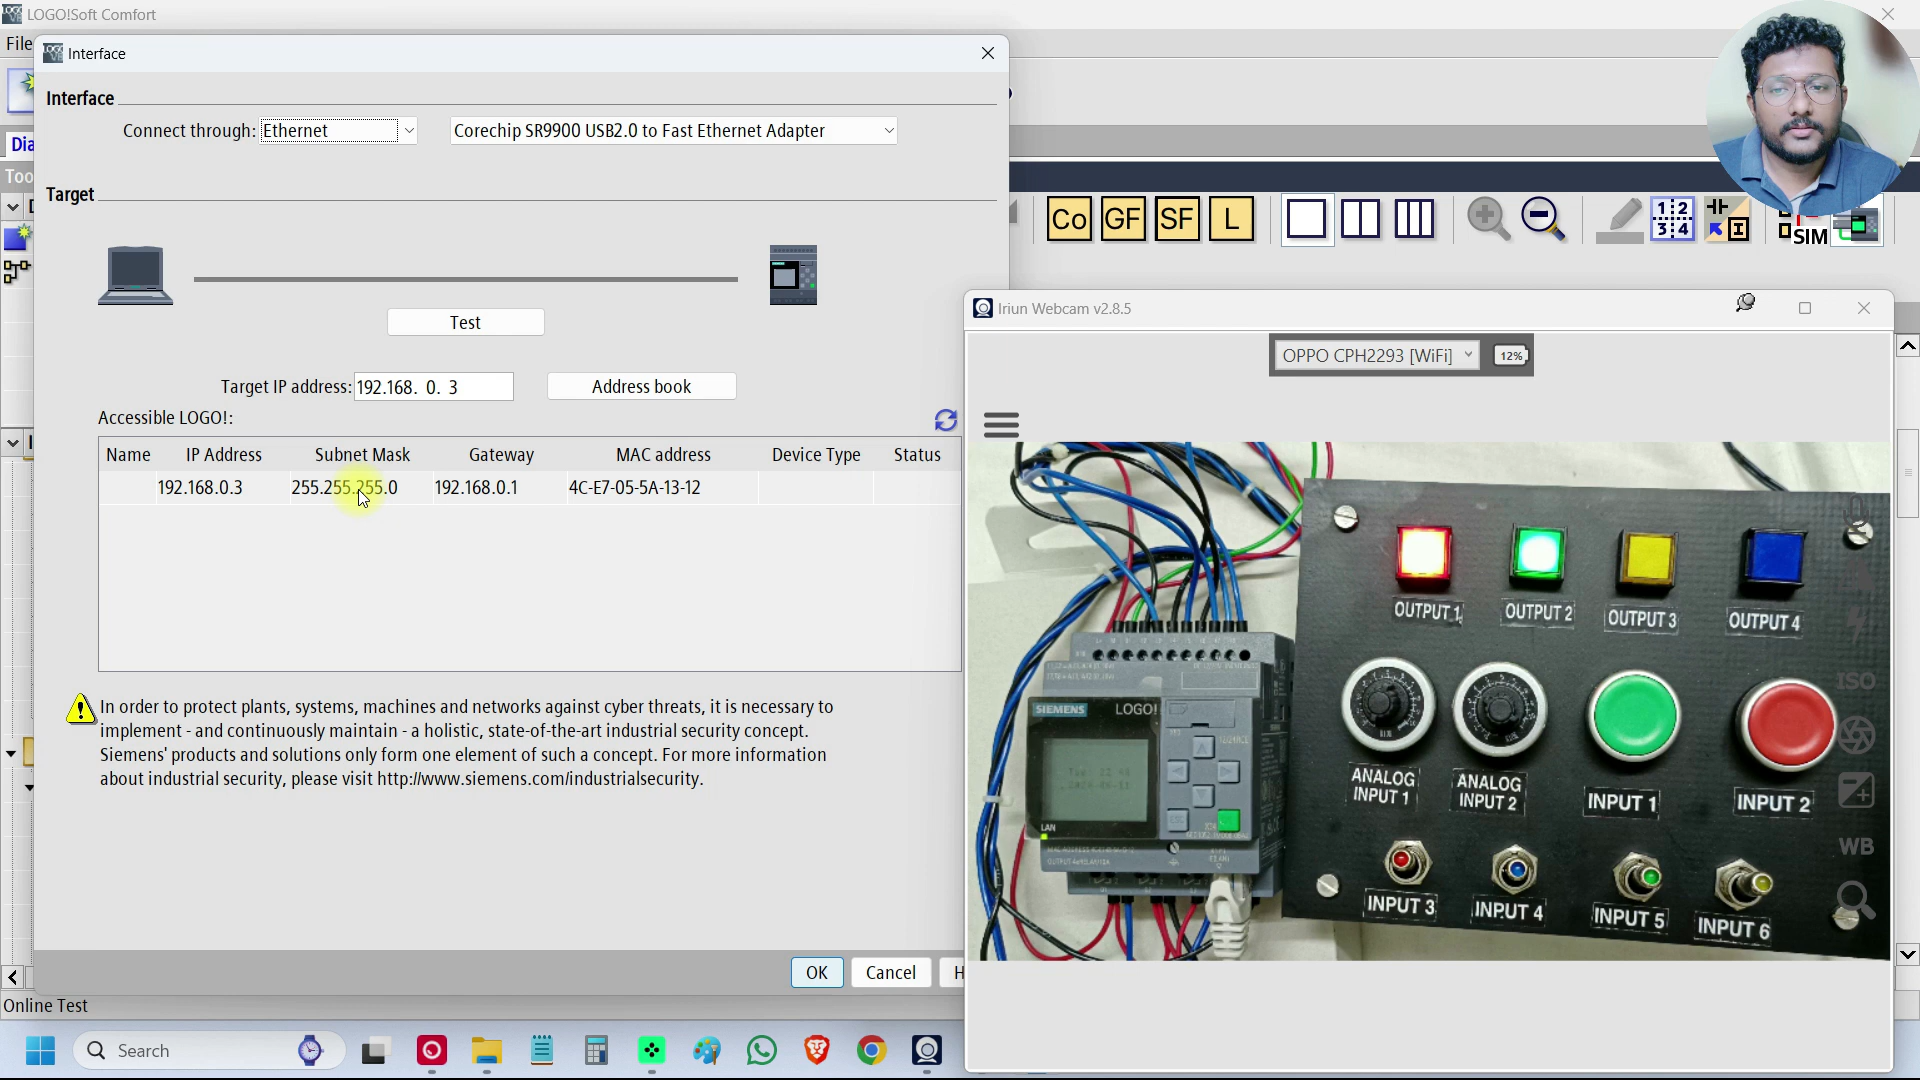 LOGO!Soft Comfort
File
Interface
Interface
Connect through: Ethernet
Corechip SR9900 USB2.0 to Fast Ethernet Adapter
Dia
Too
Target
Co GF SF L
1 2
3 4
SIM
Test
Iriun Webcam v2.8.5
OPPO CPH2293 [WiFi]
12%
Target IP address: 192.168. 0. 3
Address book
Accessible LOGO!:
Name IP Address Subnet Mask Gateway MAC address Device Type Status
192.168.0.3 255.255.255.0 192.168.0.1 4C-E7-05-5A-13-12
In order to protect plants, systems, machines and networks against cyber threats, it is necessary to
implement - and continuously maintain - a holistic, state-of-the-art industrial security concept.
Siemens' products and solutions only form one element of such a concept. For more information
about industrial security, please visit http://www.siemens.com/industrialsecurity.
OUTPUT 1
OUTPUT 2
OUTPUT 3
OUTPUT 4
ISO
SIEMENS LOGO!
ESC
LAN
ANALOG
INPUT 1
ANALOG
INPUT 2
INPUT 1
INPUT 2
WB
INPUT 3
INPUT 4
INPUT 5
INPUT 6
OK
Cancel
H
Online Test
Search